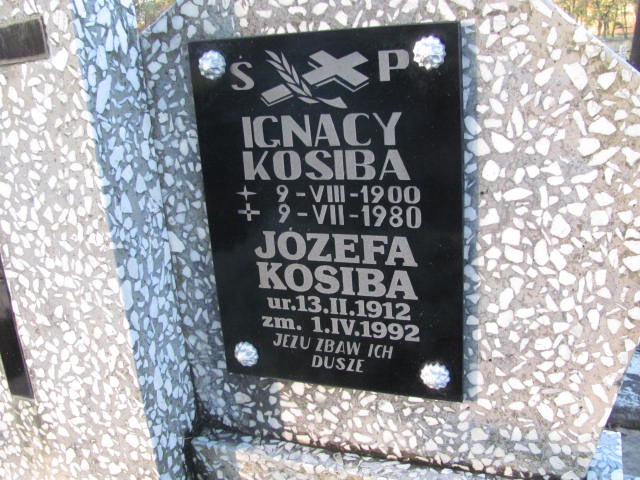 S P
IGNACY
KOSIBA
9-VIII-1900
9-VII-1980
JÓZEFA
KOSIBA
ur.13.II.1912
zm. 1.IV.1992
JEZU ZBAW ICH
DUSZE